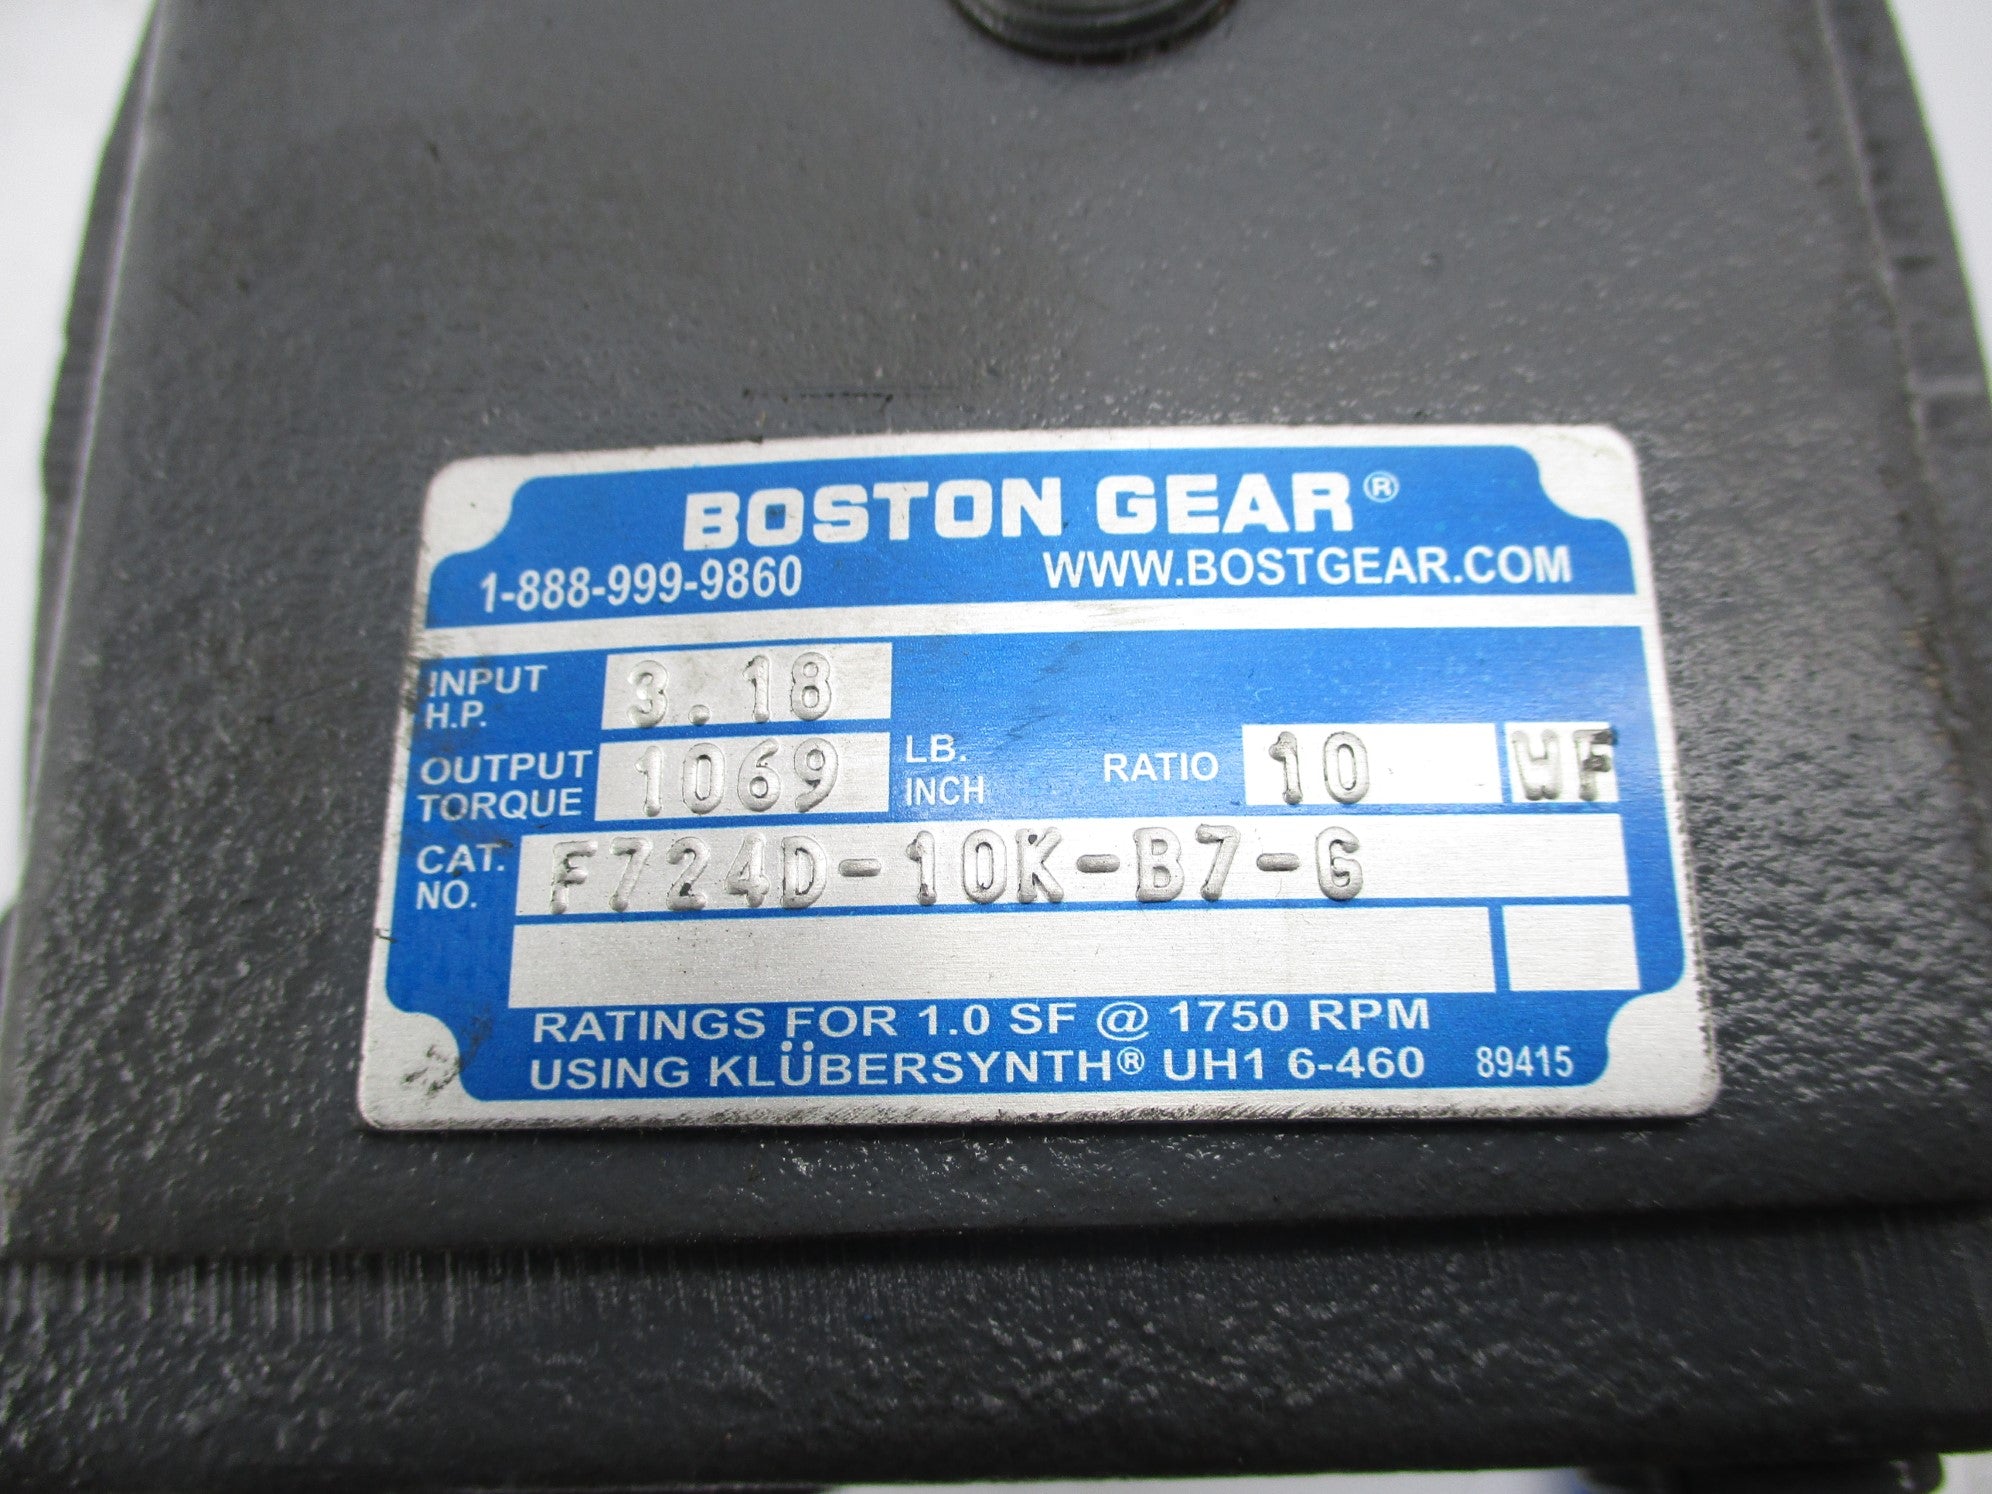 BOSTON GEAR®
1-888-999-9860 WWW.BOSTGEAR.COM
INPUT H.P. 3.18
OUTPUT TORQUE 1069 LB. INCH RATIO 10 WF
CAT. NO. F724D-10K-B7-G
RATINGS FOR 1.0 SF @ 1750 RPM
USING KLÜBERSYNTH® UH1 6-460 89415